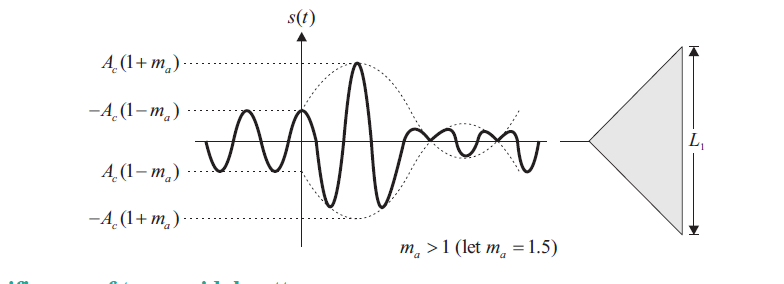 s(t)
A_c(1+m_a)
−A_c(1−m_a)
A_c(1−m_a)
−A_c(1+m_a)
L_1
m_a >1 (let m_a =1.5)